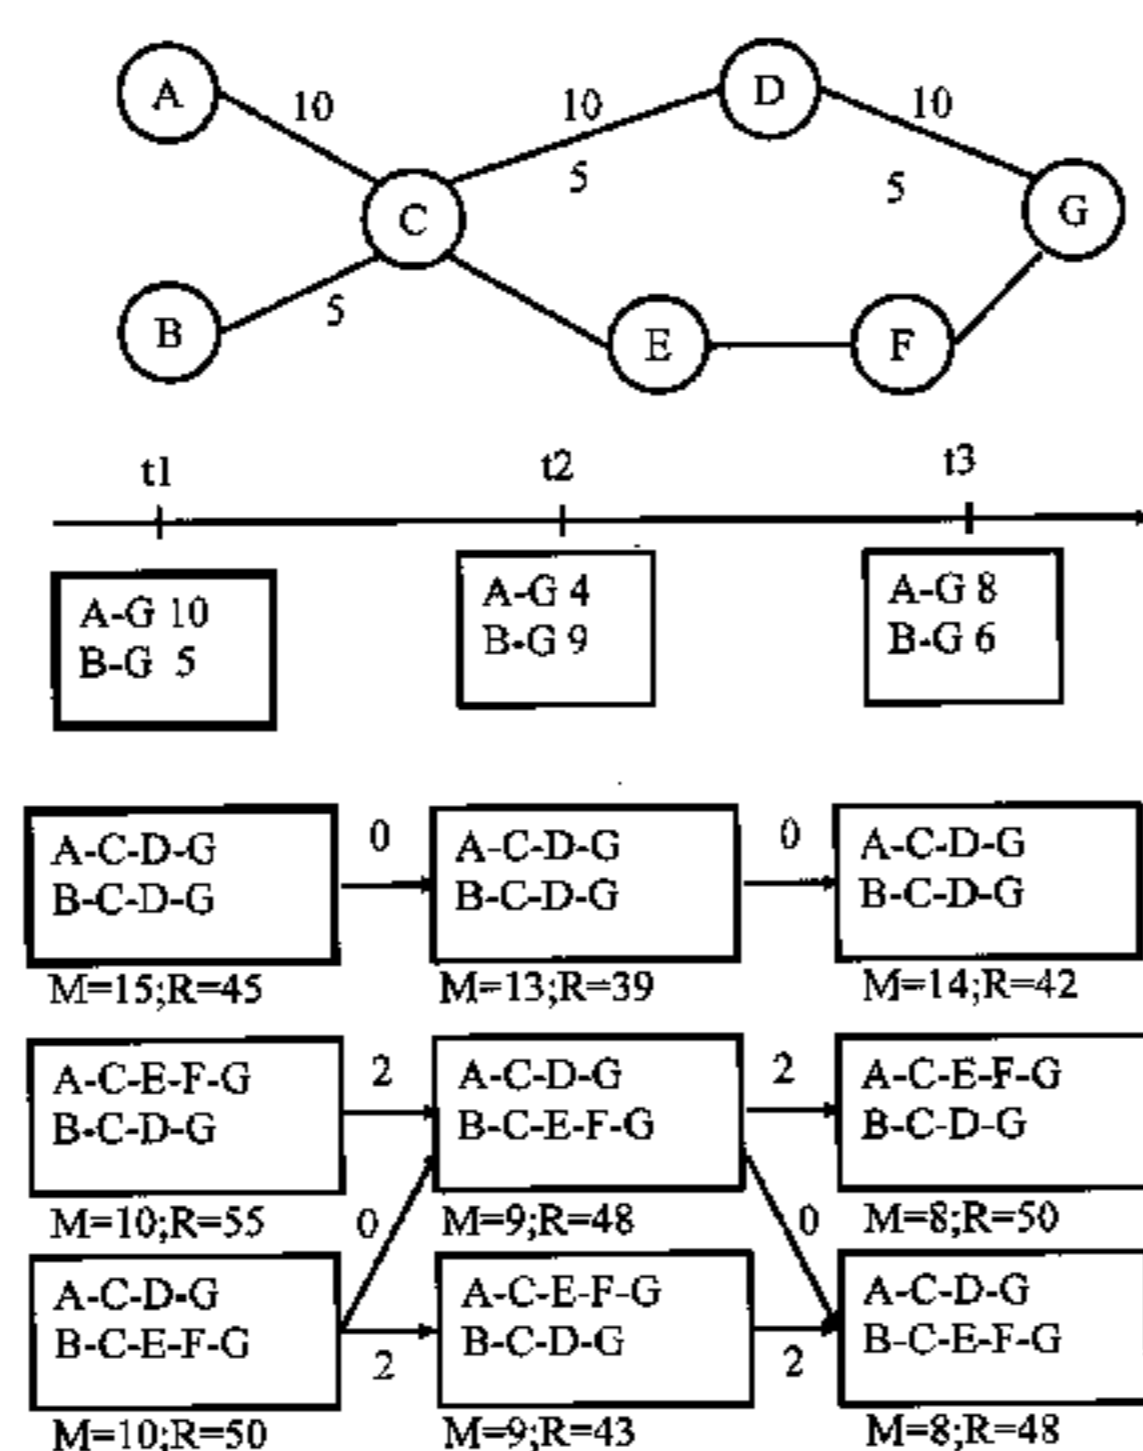 A
10
10
D
10
5
5
C
G
B
5
E
F
t1
t2
t3
A-G 10
B-G 5
A-G 4
B-G 9
A-G 8
B-G 6
A-C-D-G
B-C-D-G
0
A-C-D-G
B-C-D-G
0
A-C-D-G
B-C-D-G
M=15;R=45
M=13;R=39
M=14;R=42
A-C-E-F-G
B-C-D-G
2
A-C-D-G
B-C-E-F-G
2
A-C-E-F-G
B-C-D-G
M=10;R=55
0
M=9;R=48
0
M=8;R=50
A-C-D-G
B-C-E-F-G
2
A-C-E-F-G
B-C-D-G
2
A-C-D-G
B-C-E-F-G
M=10;R=50
M=9;R=43
M=8;R=48